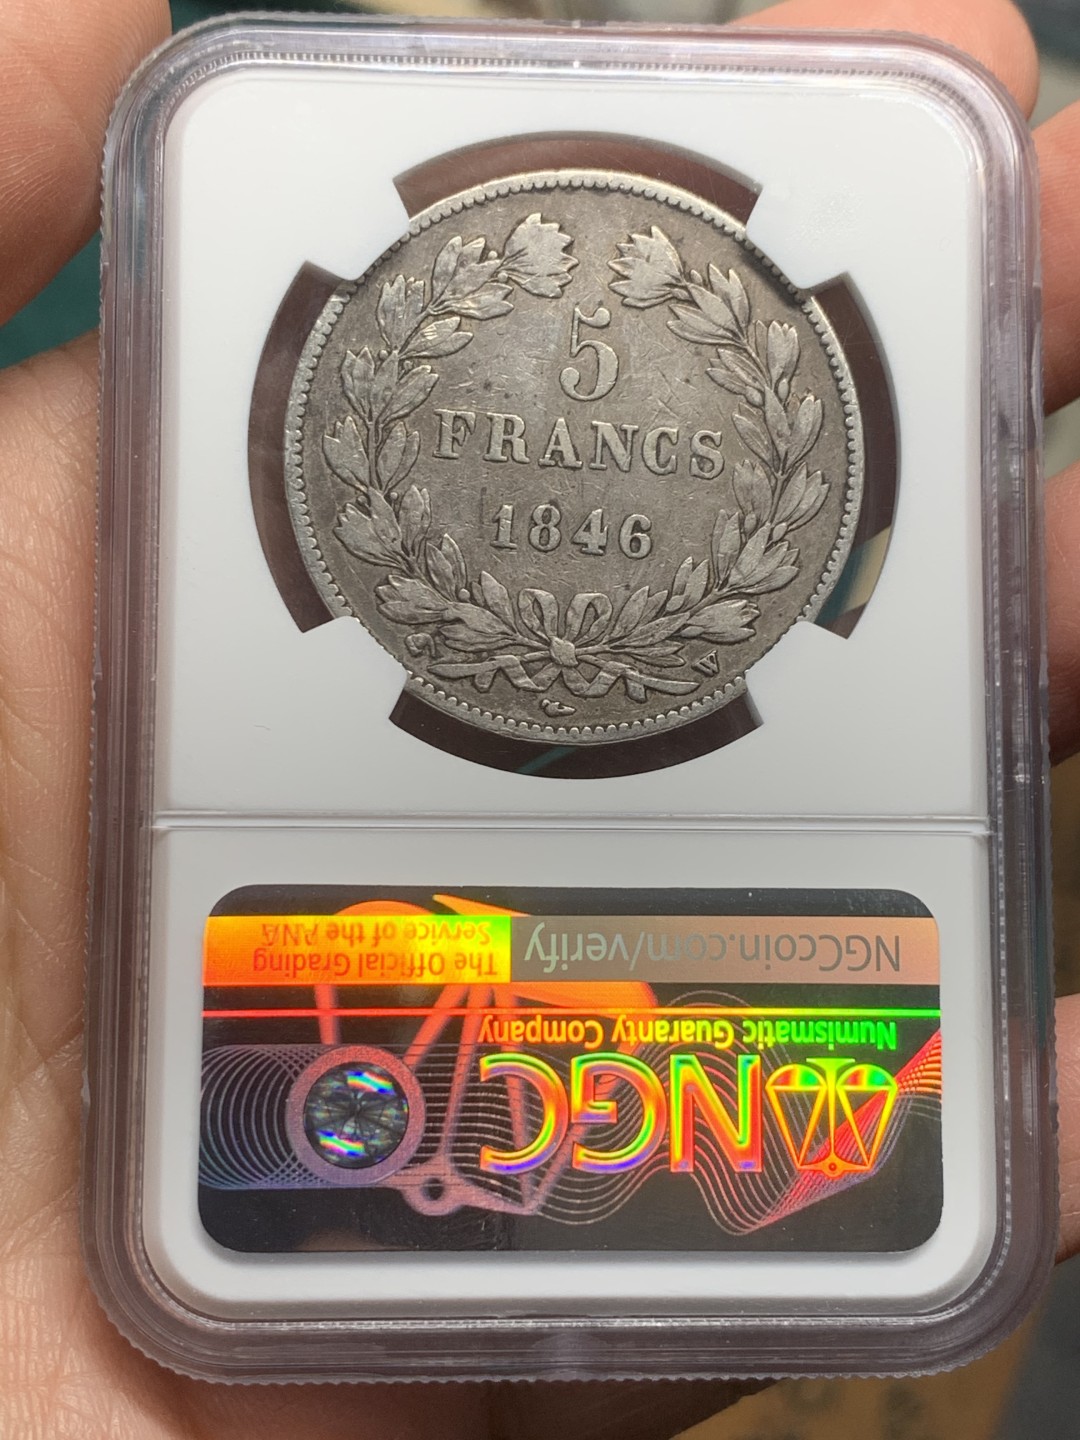 5
FRANCS
1846
W
NGCcoin.com/verify
The Official Grading
Service of the ANA
Numismatic Guaranty Company
NGC